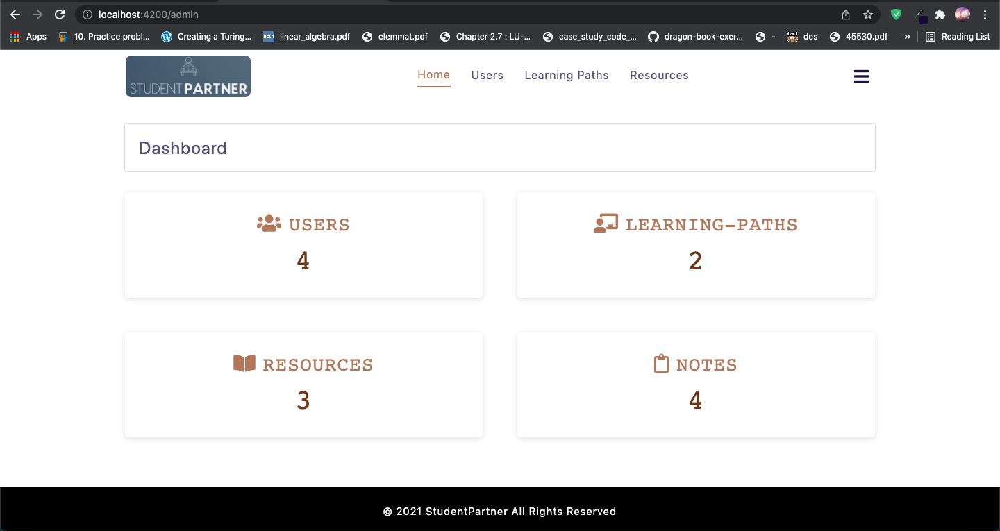 localhost:4200/admin
Apps 10. Practice probl... Creating a Turing... UCLR linear_algebra.pdf elemmat.pdf Chapter 2.7 : LU-... case_study_code_... dragon-book-exer... - des 45530.pdf » Reading List
STUDENTPARTNER Home Users Learning Paths Resources
Dashboard
USERS
4
LEARNING-PATHS
2
RESOURCES
3
NOTES
4
© 2021 StudentPartner All Rights Reserved